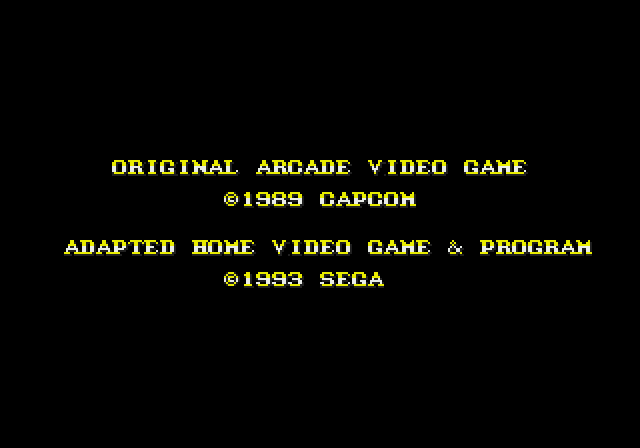 ORIGINAL ARCADE VIDEO GAME
©1989 CAPCOM
ADAPTED HOME VIDEO GAME & PROGRAM
©1993 SEGA